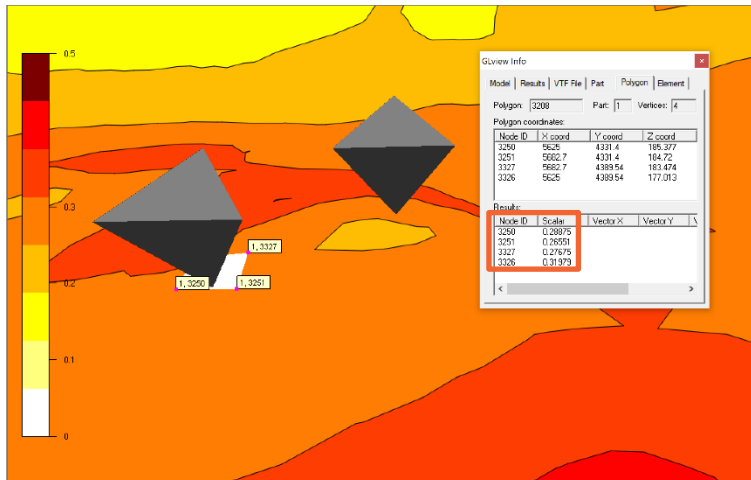 0.5
0.3
0.2
0.1
0
1, 3327
1, 3250
1, 3251
GLview Info
Model Results VTF File Part Polygon Element
Polygon: 3208 Part: 1 Vertices: 4
Polygon coordinates:
Node ID X coord Y coord Z coord
3250 5625 4331.4 185.377
3251 5682.7 4331.4 184.72
3327 5682.7 4389.54 183.474
3326 5625 4389.54 177.013
Results:
Node ID Scalar Vector X Vector Y V
3250 0.28875
3251 0.26551
3327 0.27675
3326 0.31979